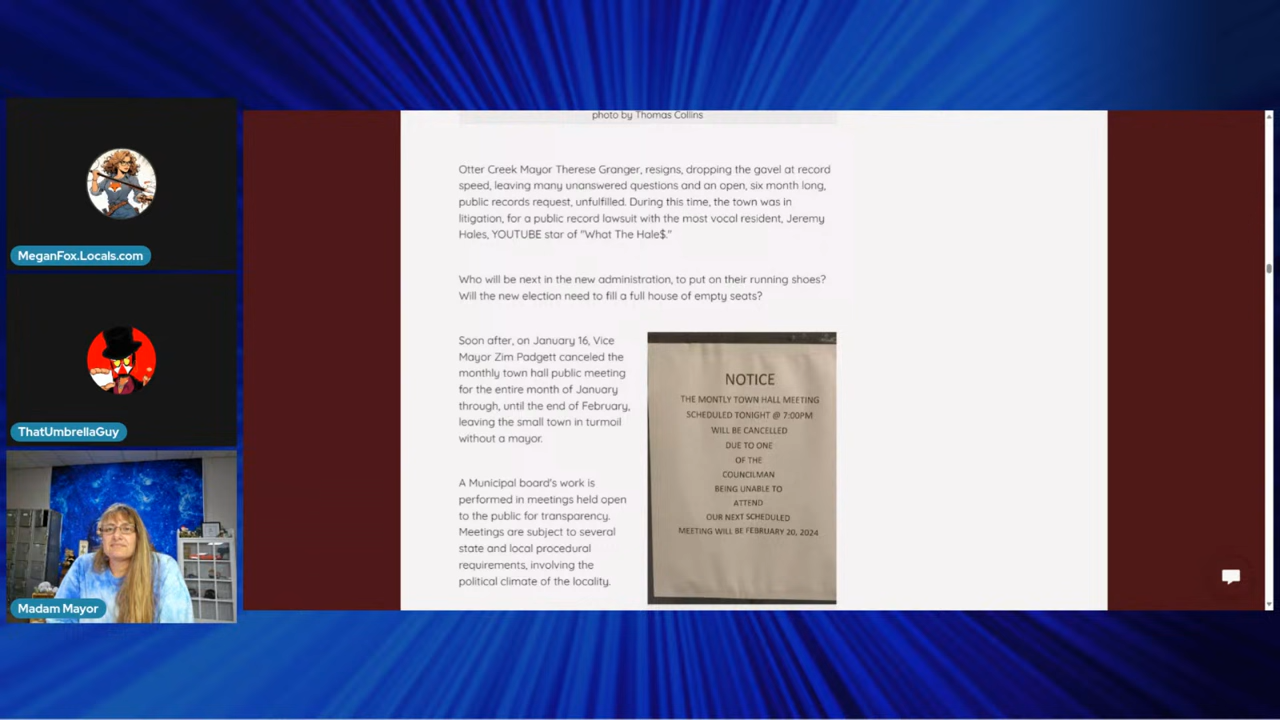 MeganFox.Locals.com
ThatUmbrellaGuy
Madam Mayor
photo by Thomas Collins
Otter Creek Mayor Therese Granger, resigns, dropping the gavel at record
speed, leaving many unanswered questions and an open, six month long,
public records request, unfulfilled. During this time, the town was in
litigation, for a public record lawsuit with the most vocal resident, Jeremy
Hales, YOUTUBE star of "What The Hale$."
Who will be next in the new administration, to put on their running shoes?
Will the new election need to fill a full house of empty seats?
Soon after, on January 16, Vice
Mayor Zim Padgett canceled the
monthly town hall public meeting
for the entire month of January
through, until the end of February,
leaving the small town in turmoil
without a mayor.
A Municipal board's work is
performed in meetings held open
to the public for transparency.
Meetings are subject to several
state and local procedural
requirements, involving the
political climate of the locality.
NOTICE
THE MONTLY TOWN HALL MEETING
SCHEDULED TONIGHT @ 7:00PM
WILL BE CANCELLED
DUE TO ONE
OF THE
COUNCILMAN
BEING UNABLE TO
ATTEND
OUR NEXT SCHEDULED
MEETING WILL BE FEBRUARY 20, 2024